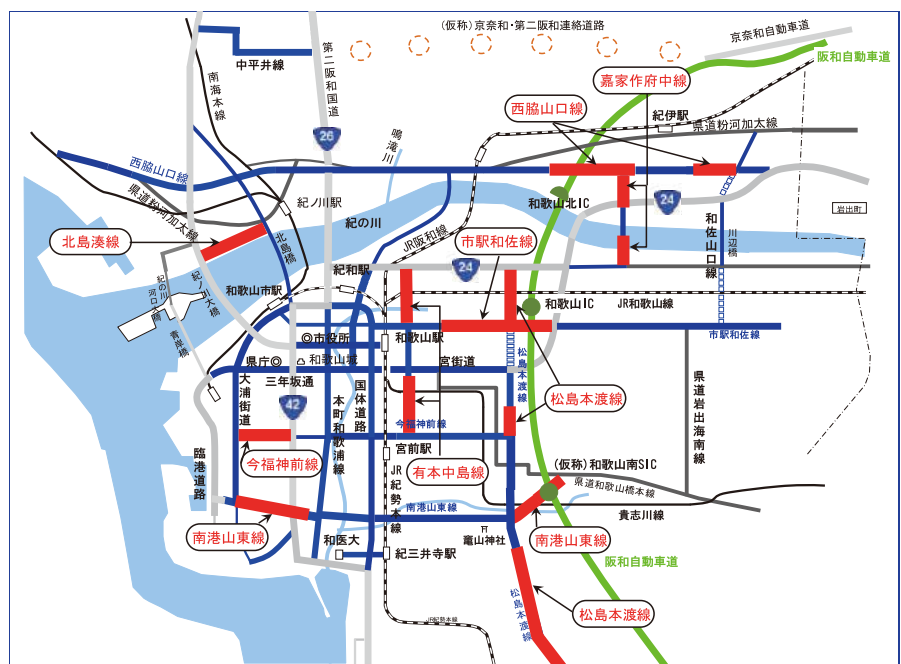 (仮称)京奈和・第二阪和連絡道路
京奈和自動車道
阪和自動車道
中平井線
第二阪和国道
南海本線
26
嘉家作府中線
西脇山口線
紀伊駅
県道粉河加太線
鳴滝川
西脇山口線
県道粉河加太線
紀ノ川駅
紀の川
和歌山北IC
24
和佐山口線
川辺橋
岩出町
北島湊線
北島橋
JR阪和線
市駅和佐線
紀和駅
24
紀ノ川大橋
紀の川河口大橋
青岸橋
和歌山市駅
和歌山IC
JR和歌山線
◎市役所
和歌山駅
市駅和佐線
県庁◎
和歌山城
宮街道
三年坂通
大浦街道
42
本町和歌浦線
国体道路
松島本渡線
松島本渡線
県道岩出海南線
今福神前線
今福神前線
宮前駅
有本中島線
(仮称)和歌山南SIC
県道和歌山橋本線
貴志川線
臨港道路
JR紀勢本線
南港山東線
南港山東線
竈山神社
南港山東線
和医大
紀三井寺駅
阪和自動車道
松島本渡線
松島本渡線
JR紀勢本線